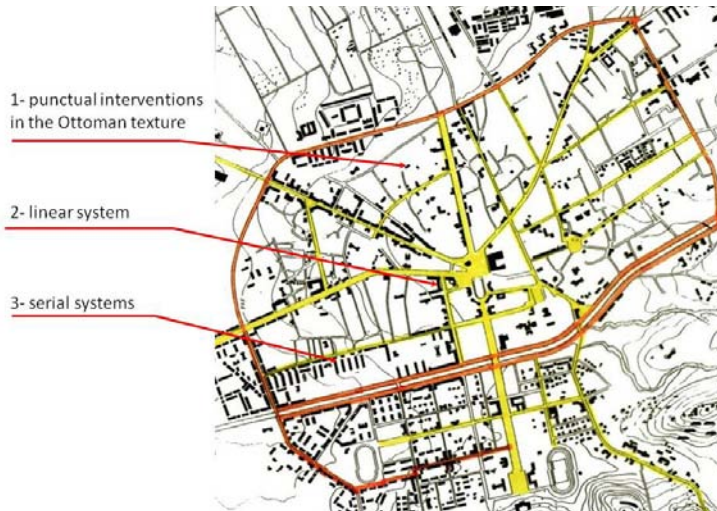 1- punctual interventions
in the Ottoman texture
2- linear system
3- serial systems